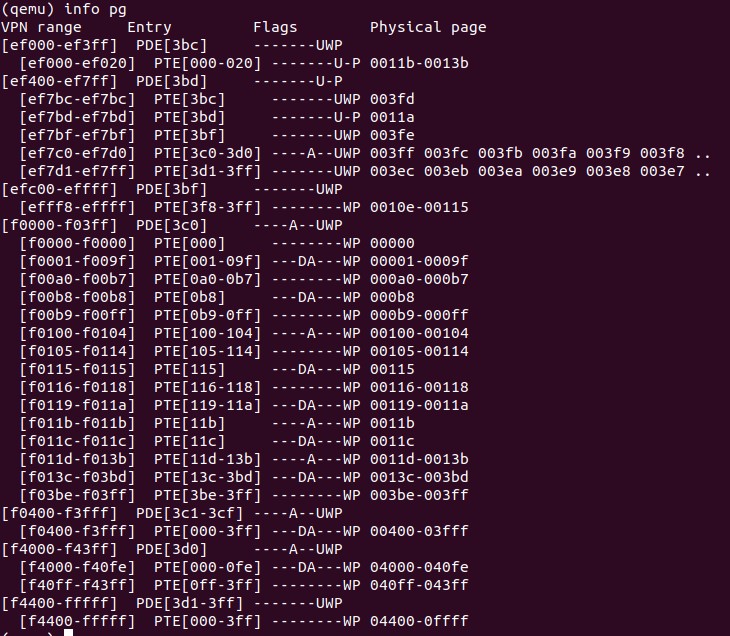 (qemu) info pg
VPN range     Entry         Flags        Physical page
[ef000-ef3ff]  PDE[3bc]     -------UWP
  [ef000-ef020]  PTE[000-020] -------U-P 0011b-0013b
[ef400-ef7ff]  PDE[3bd]     -------U-P
  [ef7bc-ef7bc]  PTE[3bc]     -------UWP 003fd
  [ef7bd-ef7bd]  PTE[3bd]     -------U-P 0011a
  [ef7bf-ef7bf]  PTE[3bf]     -------UWP 003fe
  [ef7c0-ef7d0]  PTE[3c0-3d0] ----A--UWP 003ff 003fc 003fb 003fa 003f9 003f8 ..
  [ef7d1-ef7ff]  PTE[3d1-3ff] -------UWP 003ec 003eb 003ea 003e9 003e8 003e7 ..
[efc00-effff]  PDE[3bf]     -------UWP
  [efff8-effff]  PTE[3f8-3ff] --------WP 0010e-00115
[f0000-f03ff]  PDE[3c0]     ----A--UWP
  [f0000-f0000]  PTE[000]     --------WP 00000
  [f0001-f009f]  PTE[001-09f] ---DA---WP 00001-0009f
  [f00a0-f00b7]  PTE[0a0-0b7] --------WP 000a0-000b7
  [f00b8-f00b8]  PTE[0b8]     ---DA---WP 000b8
  [f00b9-f00ff]  PTE[0b9-0ff] --------WP 000b9-000ff
  [f0100-f0104]  PTE[100-104] ----A---WP 00100-00104
  [f0105-f0114]  PTE[105-114] --------WP 00105-00114
  [f0115-f0115]  PTE[115]     ---DA---WP 00115
  [f0116-f0118]  PTE[116-118] --------WP 00116-00118
  [f0119-f011a]  PTE[119-11a] ---DA---WP 00119-0011a
  [f011b-f011b]  PTE[11b]     ----A---WP 0011b
  [f011c-f011c]  PTE[11c]     ---DA---WP 0011c
  [f011d-f013b]  PTE[11d-13b] ----A---WP 0011d-0013b
  [f013c-f03bd]  PTE[13c-3bd] ---DA---WP 0013c-003bd
  [f03be-f03ff]  PTE[3be-3ff] --------WP 003be-003ff
[f0400-f3fff]  PDE[3c1-3cf] ----A--UWP
  [f0400-f3fff]  PTE[000-3ff] ---DA---WP 00400-03fff
[f4000-f43ff]  PDE[3d0]     ----A--UWP
  [f4000-f40fe]  PTE[000-0fe] ---DA---WP 04000-040fe
  [f40ff-f43ff]  PTE[0ff-3ff] --------WP 040ff-043ff
[f4400-fffff]  PDE[3d1-3ff] -------UWP
  [f4400-fffff]  PTE[000-3ff] --------WP 04400-0ffff